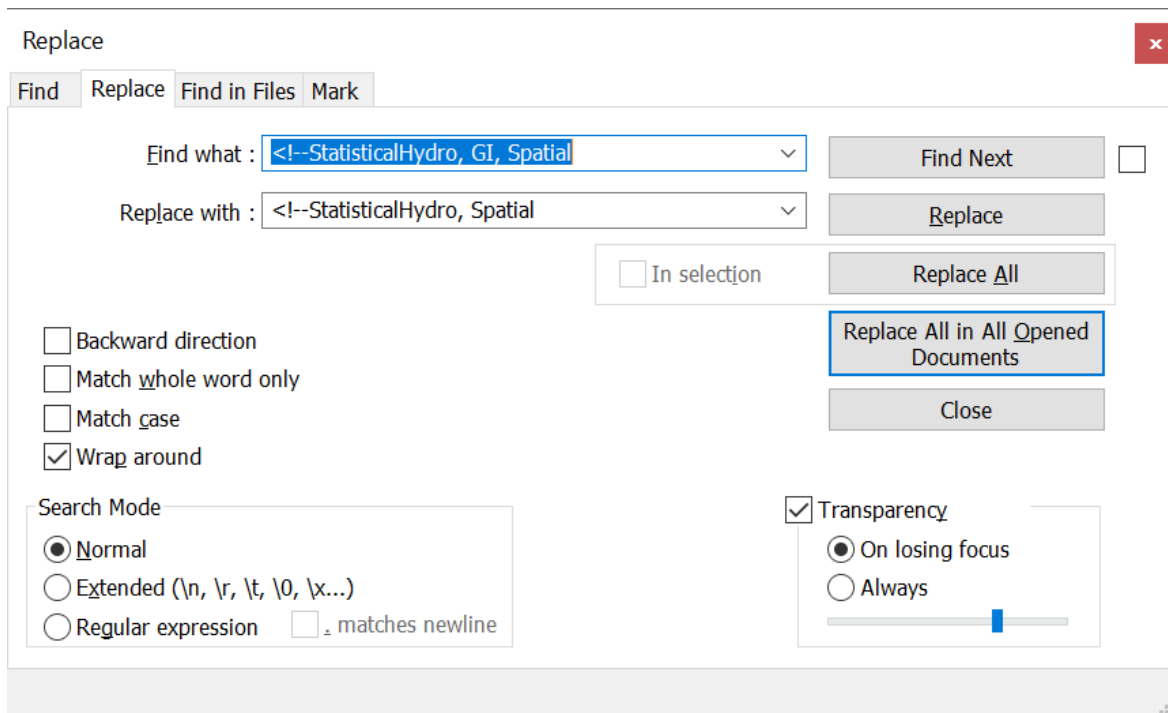 Replace
x
Find Replace Find in Files Mark
Find what : <!--StatisticalHydro, GI, Spatial Find Next
Replace with : <!--StatisticalHydro, Spatial Replace
In selection Replace All
Backward direction Replace All in All Opened
Documents
Match whole word only
Match case Close
Wrap around
Search Mode Transparency
Normal On losing focus
Extended (\n, \r, \t, \0, \x...) Always
Regular expression . matches newline